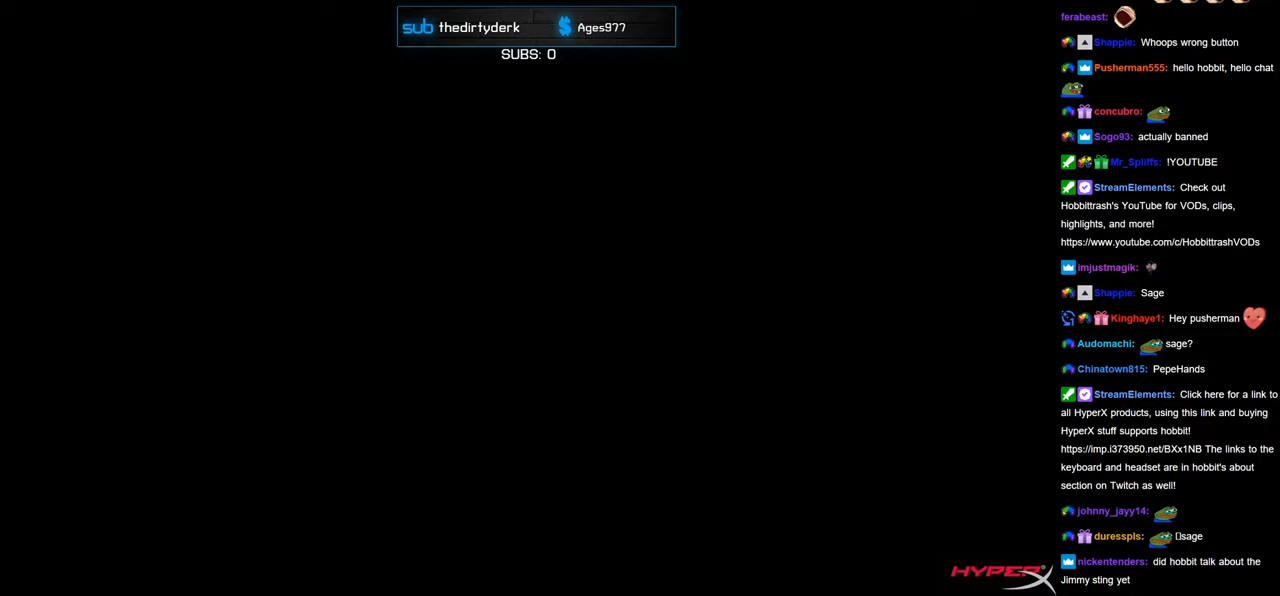 sub thedirtyderk $ Ages977
SUBS: 0
ferabeast:
Shappie: Whoops wrong button
Pusherman555: hello hobbit, hello chat
concubro:
Sogo93: actually banned
Mr_Spliffs: !YOUTUBE
StreamElements: Check out
Hobbittrash's YouTube for VODs, clips,
highlights, and more!
https://www.youtube.com/c/HobbittrashVODs
imjustmagik:
Shappie: Sage
Kinghaye1: Hey pusherman
Audomachi: sage?
Chinatown815: PepeHands
StreamElements: Click here for a link to
all HyperX products, using this link and buying
HyperX stuff supports hobbit!
https://imp.i373950.net/BXx1NB The links to the
keyboard and headset are in hobbit's about
section on Twitch as well!
johnny_jayy14:
duresspls: sage
nickentenders: did hobbit talk about the
Jimmy sting yet
HYPERX